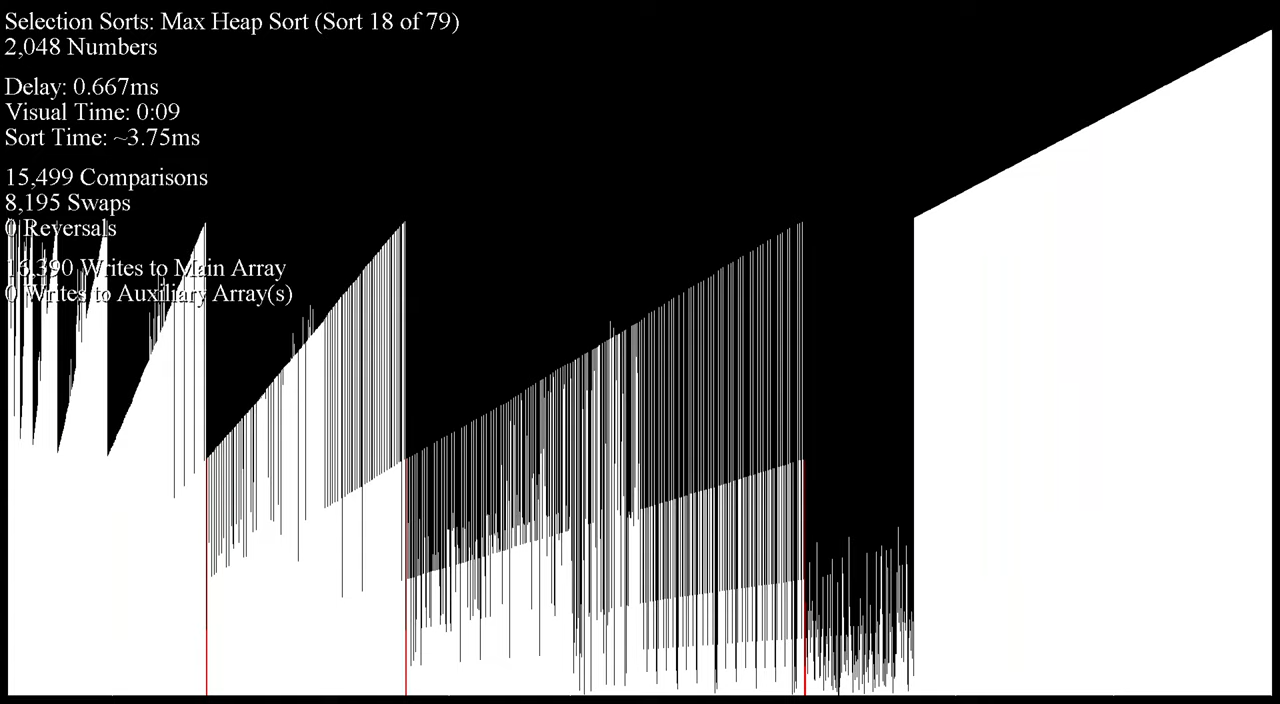 Selection Sorts: Max Heap Sort (Sort 18 of 79)
2,048 Numbers
Delay: 0.667ms
Visual Time: 0:09
Sort Time: ~3.75ms
15,499 Comparisons
8,195 Swaps
0 Reversals
16,390 Writes to Main Array
0 Writes to Auxiliary Array(s)